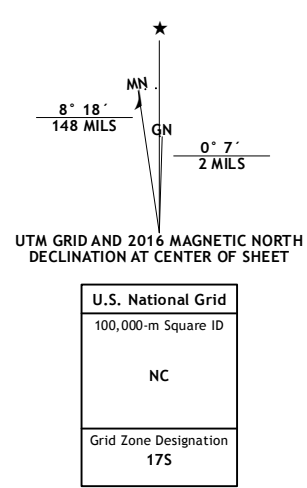 ★
MN
8° 18´
148 MILS
GN
0° 7´
2 MILS
UTM GRID AND 2016 MAGNETIC NORTH
DECLINATION AT CENTER OF SHEET
U.S. National Grid
100,000-m Square ID
NC
Grid Zone Designation
17S